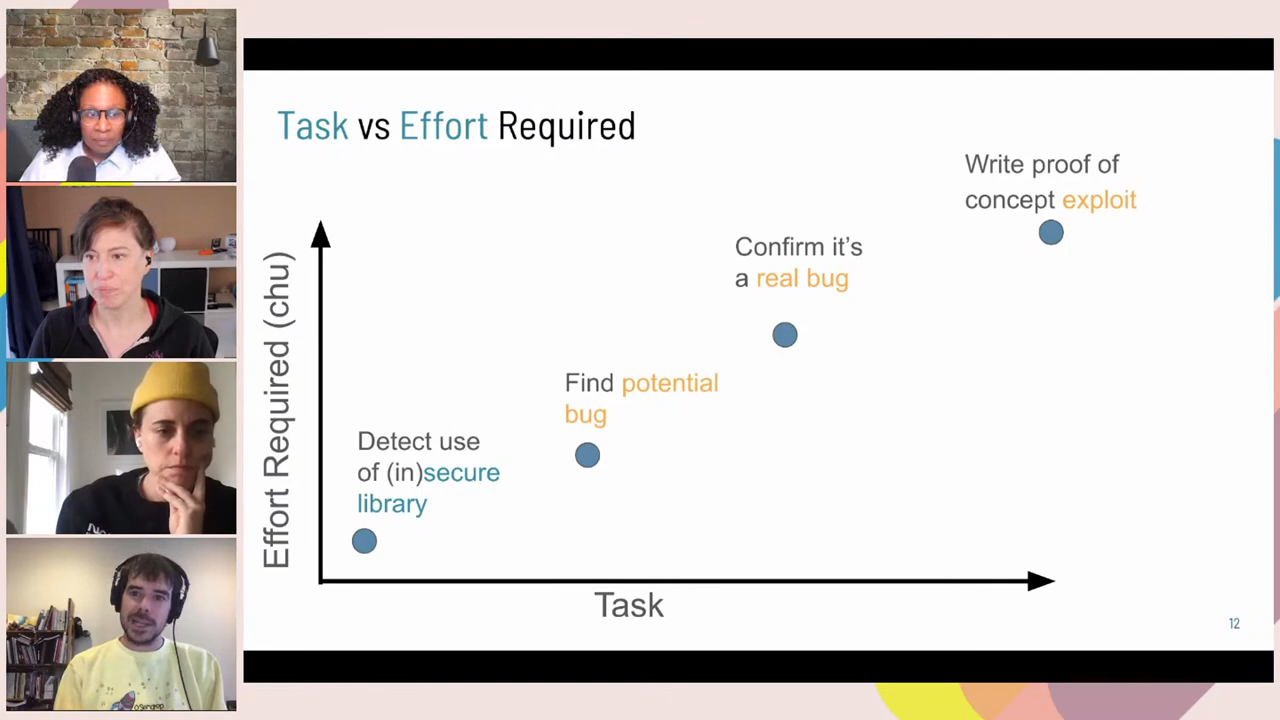 Task vs Effort Required
Write proof of
concept exploit
Confirm it's
a real bug
Find potential
bug
Detect use
of (in)secure
library
Effort Required (chu)
Task
12